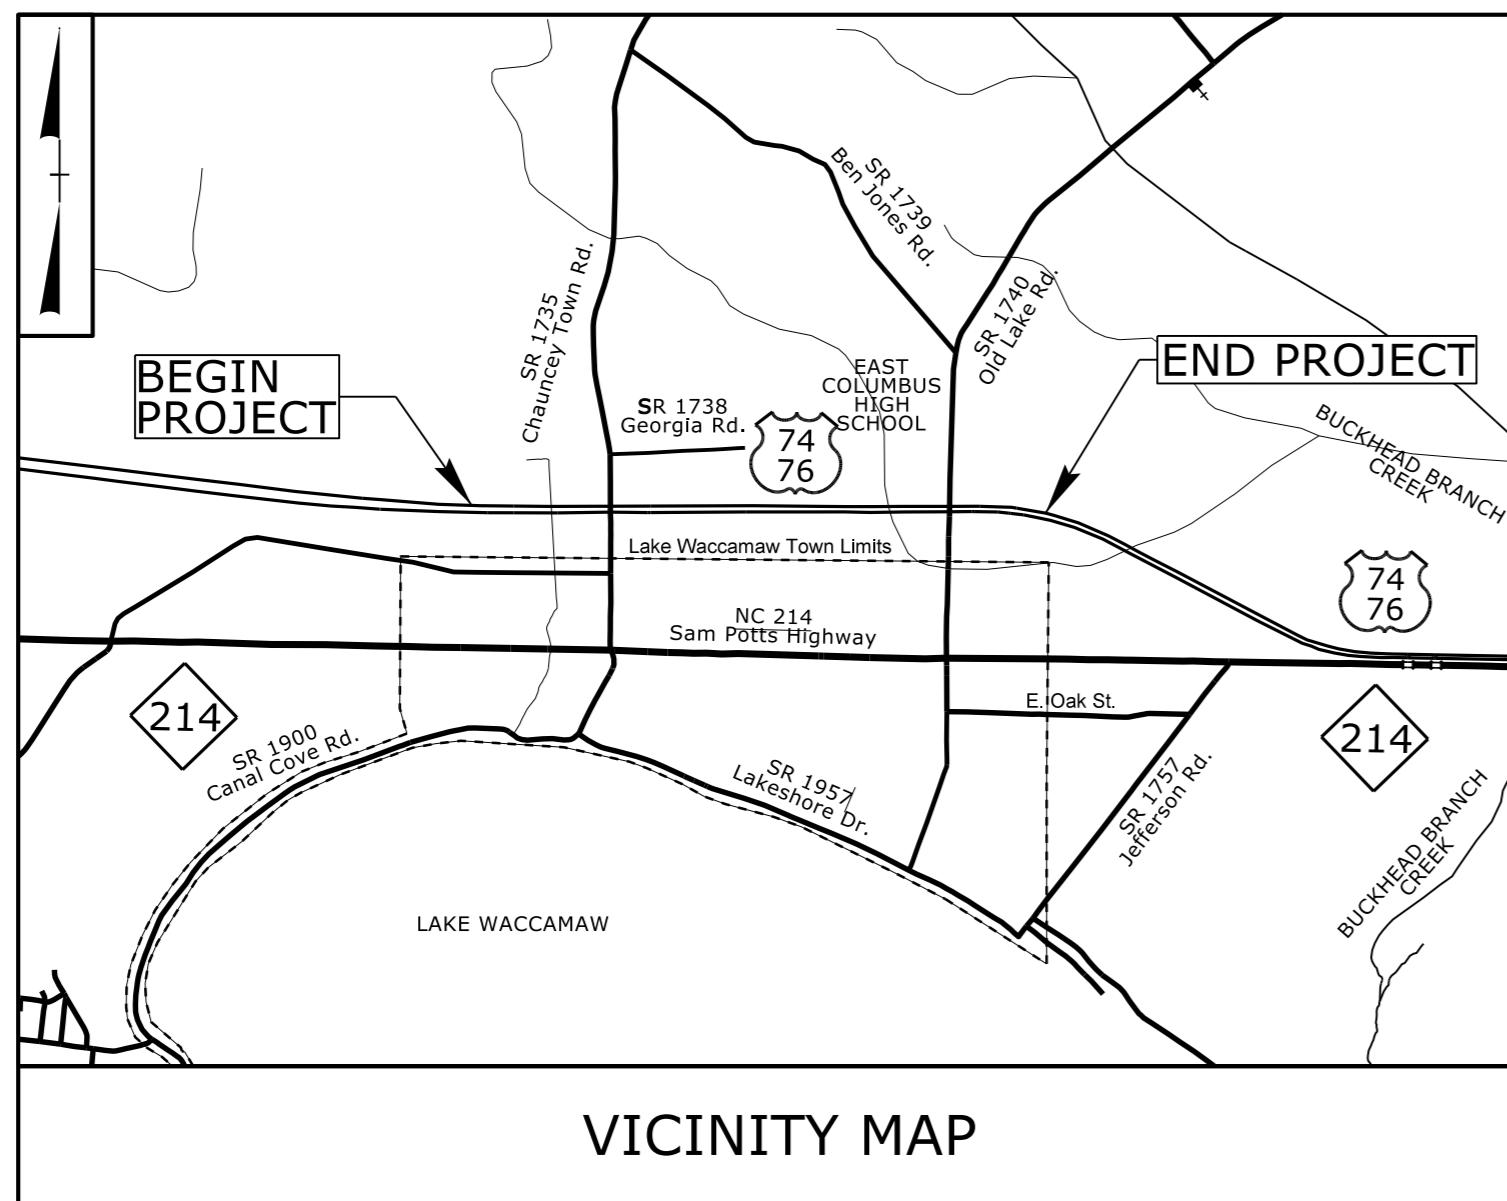 SR 1739
Ben Jones Rd.
SR 1735
Chauncey Town Rd.
SR 1740
Old Lake Rd.
BEGIN
PROJECT
END PROJECT
EAST
COLUMBUS
HIGH
SCHOOL
SR 1738
Georgia Rd.
74
76
BUCKHEAD BRANCH
CREEK
Lake Waccamaw Town Limits
74
76
NC 214
Sam Potts Highway
214
E. Oak St.
214
SR 1900
Canal Cove Rd.
SR 1957
Lakeshore Dr.
SR 1757
Jefferson Rd.
BUCKHEAD BRANCH
CREEK
LAKE WACCAMAW
VICINITY MAP